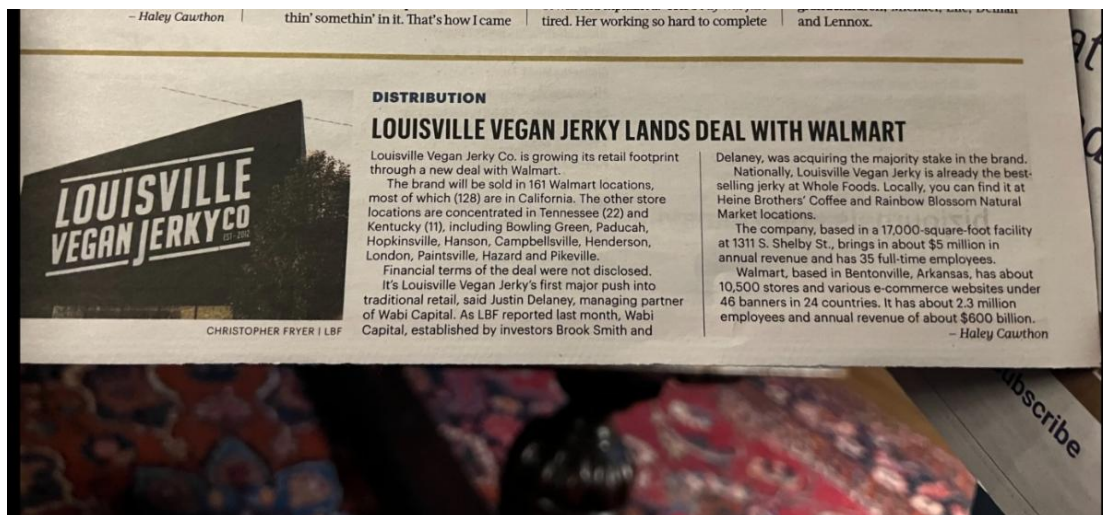 – Haley Cawthon
thin' somethin' in it. That's how I came
tired. Her working so hard to complete
and Lennox.
DISTRIBUTION
LOUISVILLE VEGAN JERKY LANDS DEAL WITH WALMART
LOUISVILLE
VEGAN JERKY CO
EST-2012
CHRISTOPHER FRYER | LBF
Louisville Vegan Jerky Co. is growing its retail footprint
through a new deal with Walmart.
The brand will be sold in 161 Walmart locations,
most of which (128) are in California. The other store
locations are concentrated in Tennessee (22) and
Kentucky (11), including Bowling Green, Paducah,
Hopkinsville, Hanson, Campbellsville, Henderson,
London, Paintsville, Hazard and Pikeville.
Financial terms of the deal were not disclosed.
It's Louisville Vegan Jerky's first major push into
traditional retail, said Justin Delaney, managing partner
of Wabi Capital. As LBF reported last month, Wabi
Capital, established by investors Brook Smith and
Delaney, was acquiring the majority stake in the brand.
Nationally, Louisville Vegan Jerky is already the best-
selling jerky at Whole Foods. Locally, you can find it at
Heine Brothers' Coffee and Rainbow Blossom Natural
Market locations.
The company, based in a 17,000-square-foot facility
at 1311 S. Shelby St., brings in about $5 million in
annual revenue and has 35 full-time employees.
Walmart, based in Bentonville, Arkansas, has about
10,500 stores and various e-commerce websites under
46 banners in 24 countries. It has about 2.3 million
employees and annual revenue of about $600 billion.
– Haley Cawthon
at
ubscribe